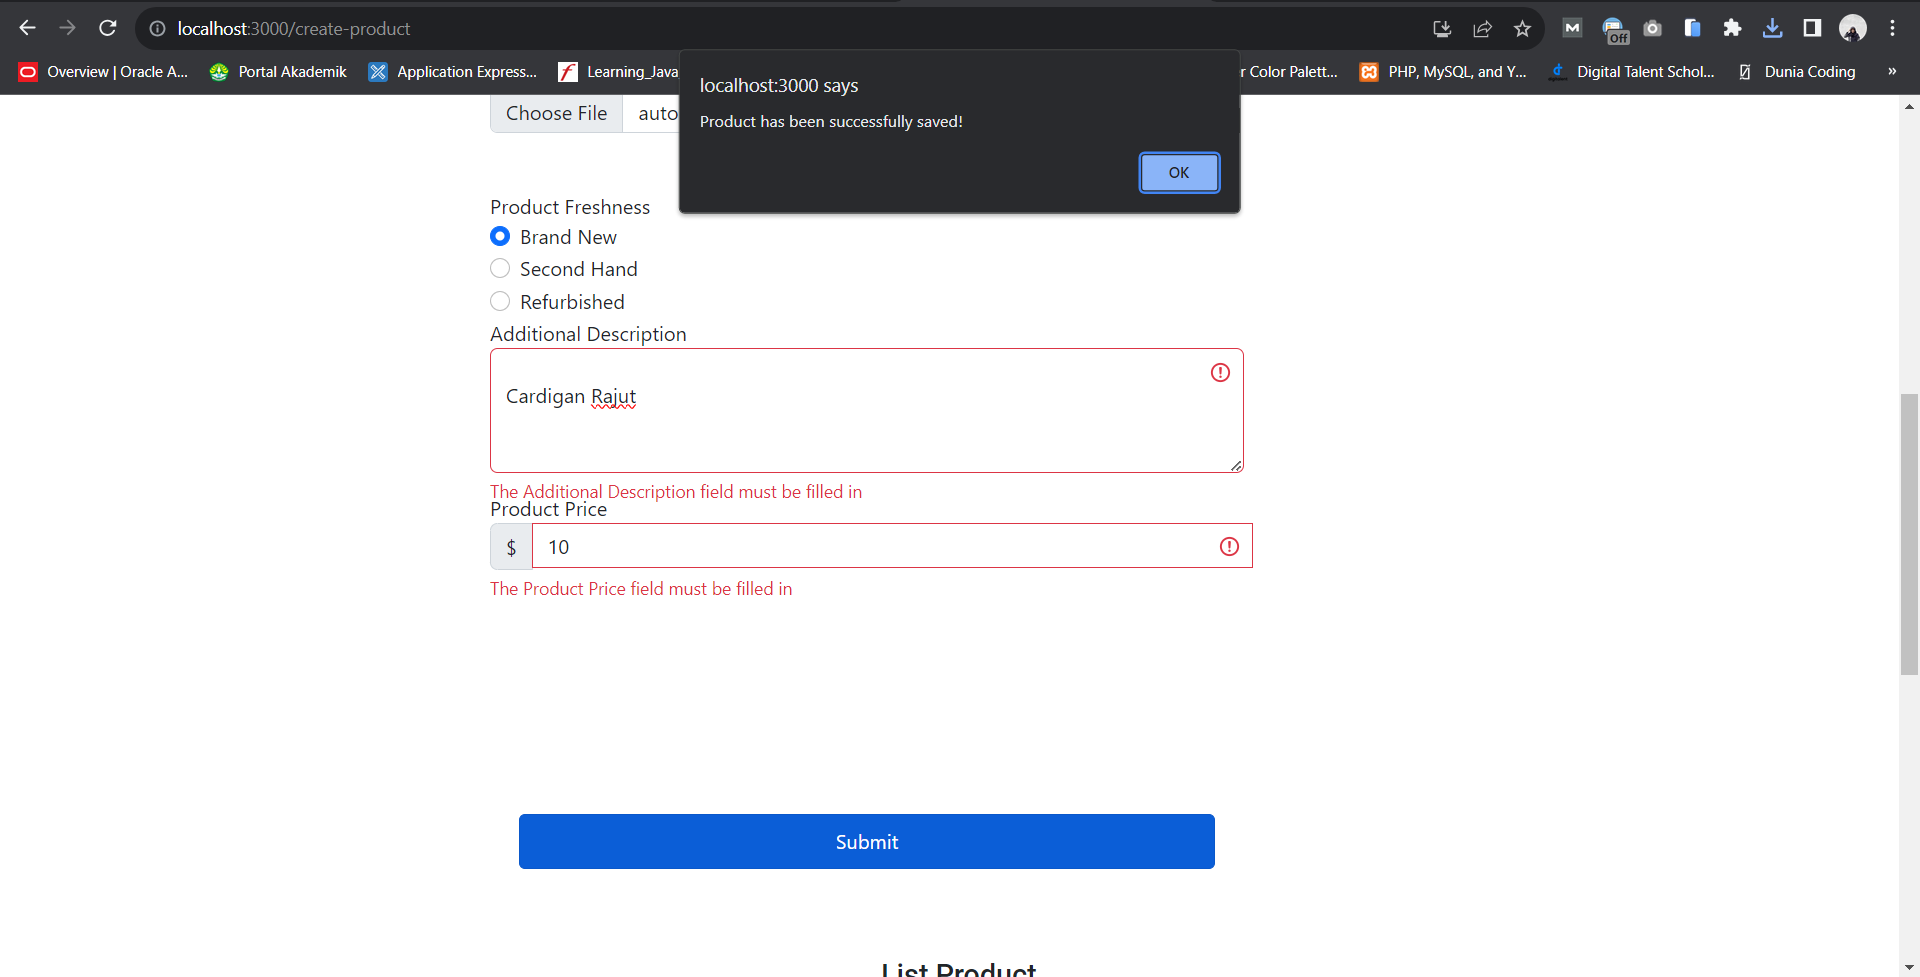 localhost:3000/create-product
Off
Overview | Oracle A...
Portal Akademik
Application Express...
Learning_Java
r Color Palett...
PHP, MySQL, and Y...
Digital Talent Schol...
Dunia Coding
»
localhost:3000 says
Product has been successfully saved!
OK
Choose File
auto
Product Freshness
Brand New
Second Hand
Refurbished
Additional Description
Cardigan Rajut
The Additional Description field must be filled in
Product Price
$ 10
The Product Price field must be filled in
Submit
List Product